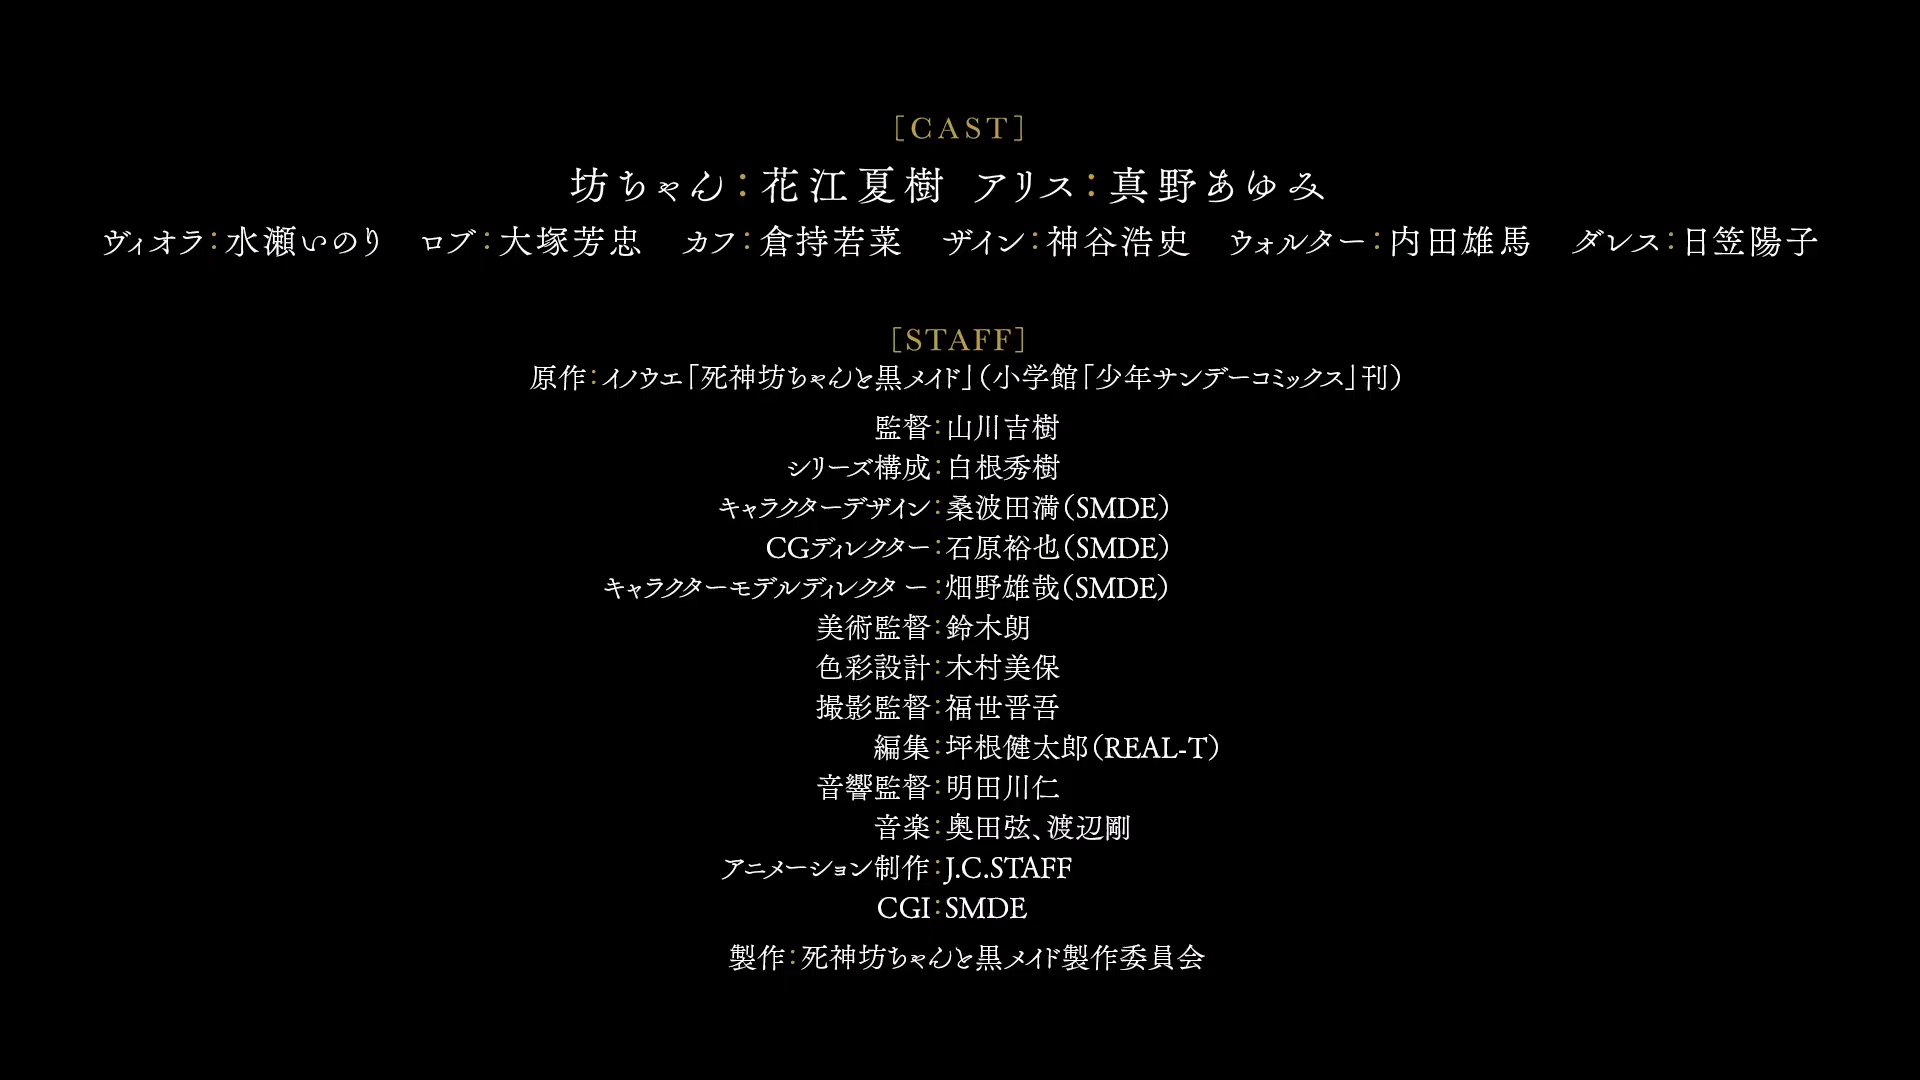 [CAST]
坊ちゃん：花江夏樹　アリス：真野あゆみ
ヴィオラ：水瀬いのり　ロブ：大塚芳忠　カフ：倉持若菜　ザイン：神谷浩史　ウォルター：内田雄馬　ダレス：日笠陽子
[STAFF]
原作：イノウエ「死神坊ちゃんと黒メイド」（小学館「少年サンデーコミックス」刊）
監督：山川吉樹
シリーズ構成：白根秀樹
キャラクターデザイン：桑波田満（SMDE）
CGディレクター：石原裕也（SMDE）
キャラクターモデルディレクター：畑野雄哉（SMDE）
美術監督：鈴木朗
色彩設計：木村美保
撮影監督：福世晋吾
編集：坪根健太郎（REAL-T）
音響監督：明田川仁
音楽：奥田弦、渡辺剛
アニメーション制作：J.C.STAFF
CGI：SMDE
製作：死神坊ちゃんと黒メイド製作委員会